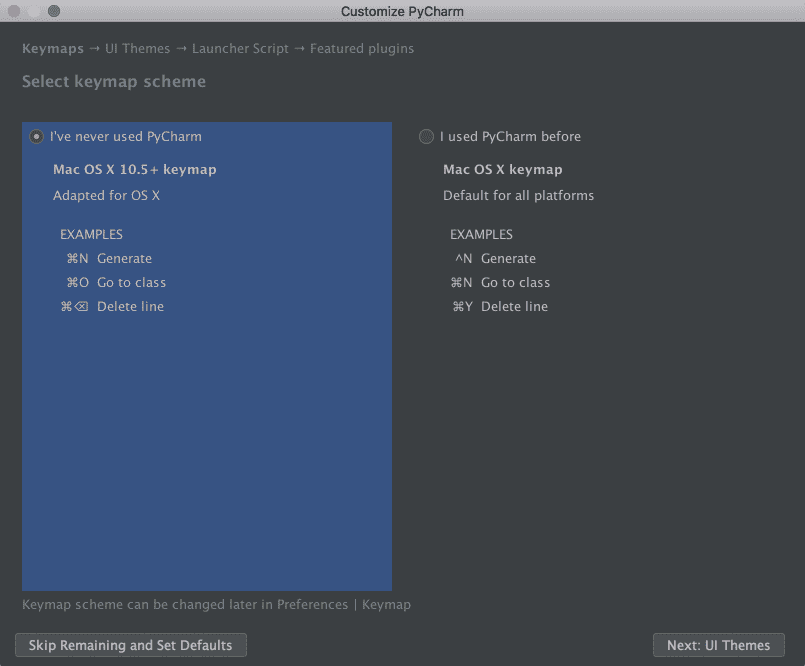 Customize PyCharm
Keymaps → UI Themes → Launcher Script → Featured plugins
Select keymap scheme
I've never used PyCharm
Mac OS X 10.5+ keymap
Adapted for OS X
EXAMPLES
⌘N Generate
⌘O Go to class
⌘⌫ Delete line
I used PyCharm before
Mac OS X keymap
Default for all platforms
EXAMPLES
^N Generate
⌘N Go to class
⌘Y Delete line
Keymap scheme can be changed later in Preferences | Keymap
Skip Remaining and Set Defaults
Next: UI Themes